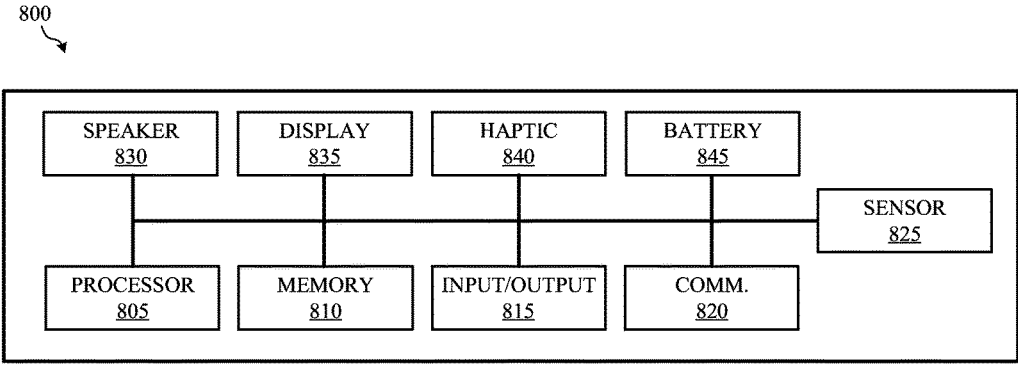 800
SPEAKER
830
DISPLAY
835
HAPTIC
840
BATTERY
845
SENSOR
825
PROCESSOR
805
MEMORY
810
INPUT/OUTPUT
815
COMM.
820